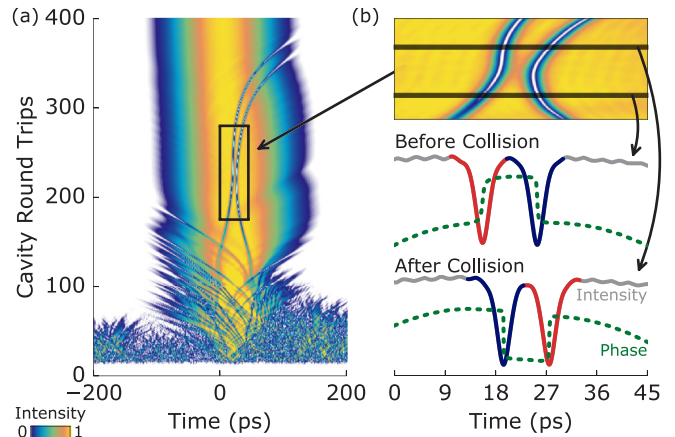 (a)
Cavity Round Trips
400
300
200
100
0
−200
0
200
Time (ps)
Intensity
0
1
(b)
Before Collision
After Collision
Intensity
Phase
0
9
18
27
36
45
Time (ps)